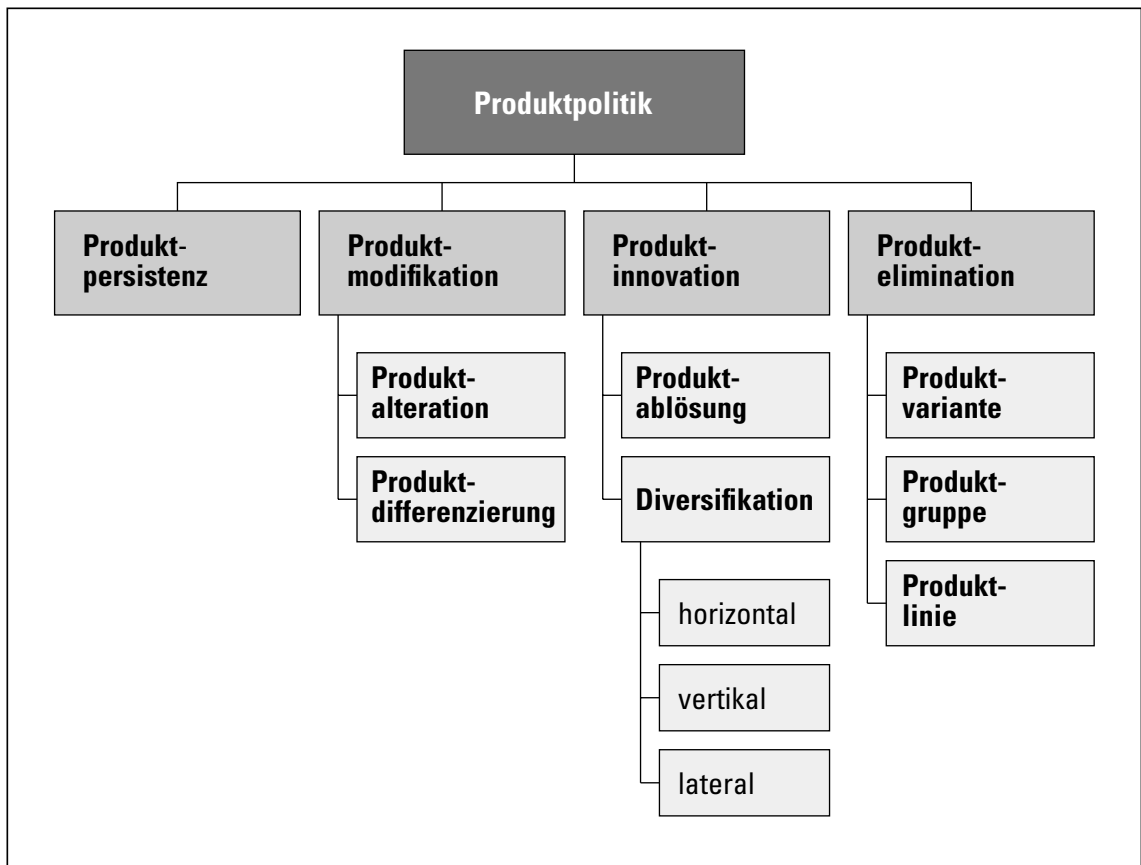 Produktpolitik
Produkt-
persistenz
Produkt-
modifikation
Produkt-
innovation
Produkt-
elimination
Produkt-
alteration
Produkt-
differenzierung
Produkt-
ablösung
Diversifikation
horizontal
vertikal
lateral
Produkt-
variante
Produkt-
gruppe
Produkt-
linie